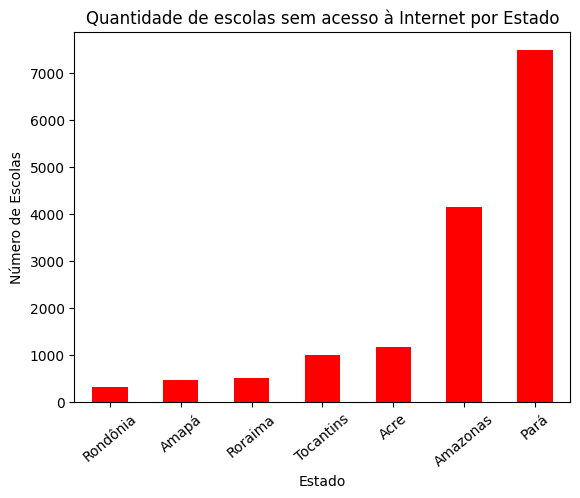 Quantidade de escolas sem acesso à Internet por Estado
Número de Escolas
7000
6000
5000
4000
3000
2000
1000
0
Rondônia
Amapá
Roraima
Tocantins
Acre
Amazonas
Pará
Estado